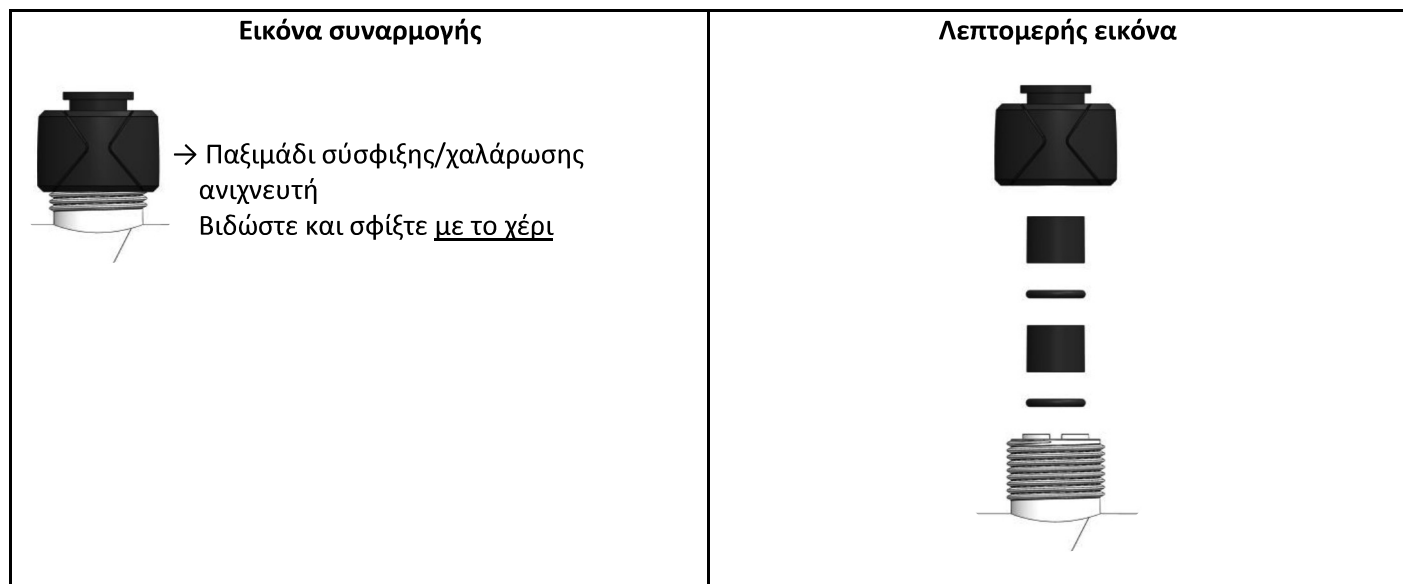 Εικόνα συναρμογής
Λεπτομερής εικόνα
→ Παξιμάδι σύσφιξης/χαλάρωσης
ανιχνευτή
Βιδώστε και σφίξτε με το χέρι